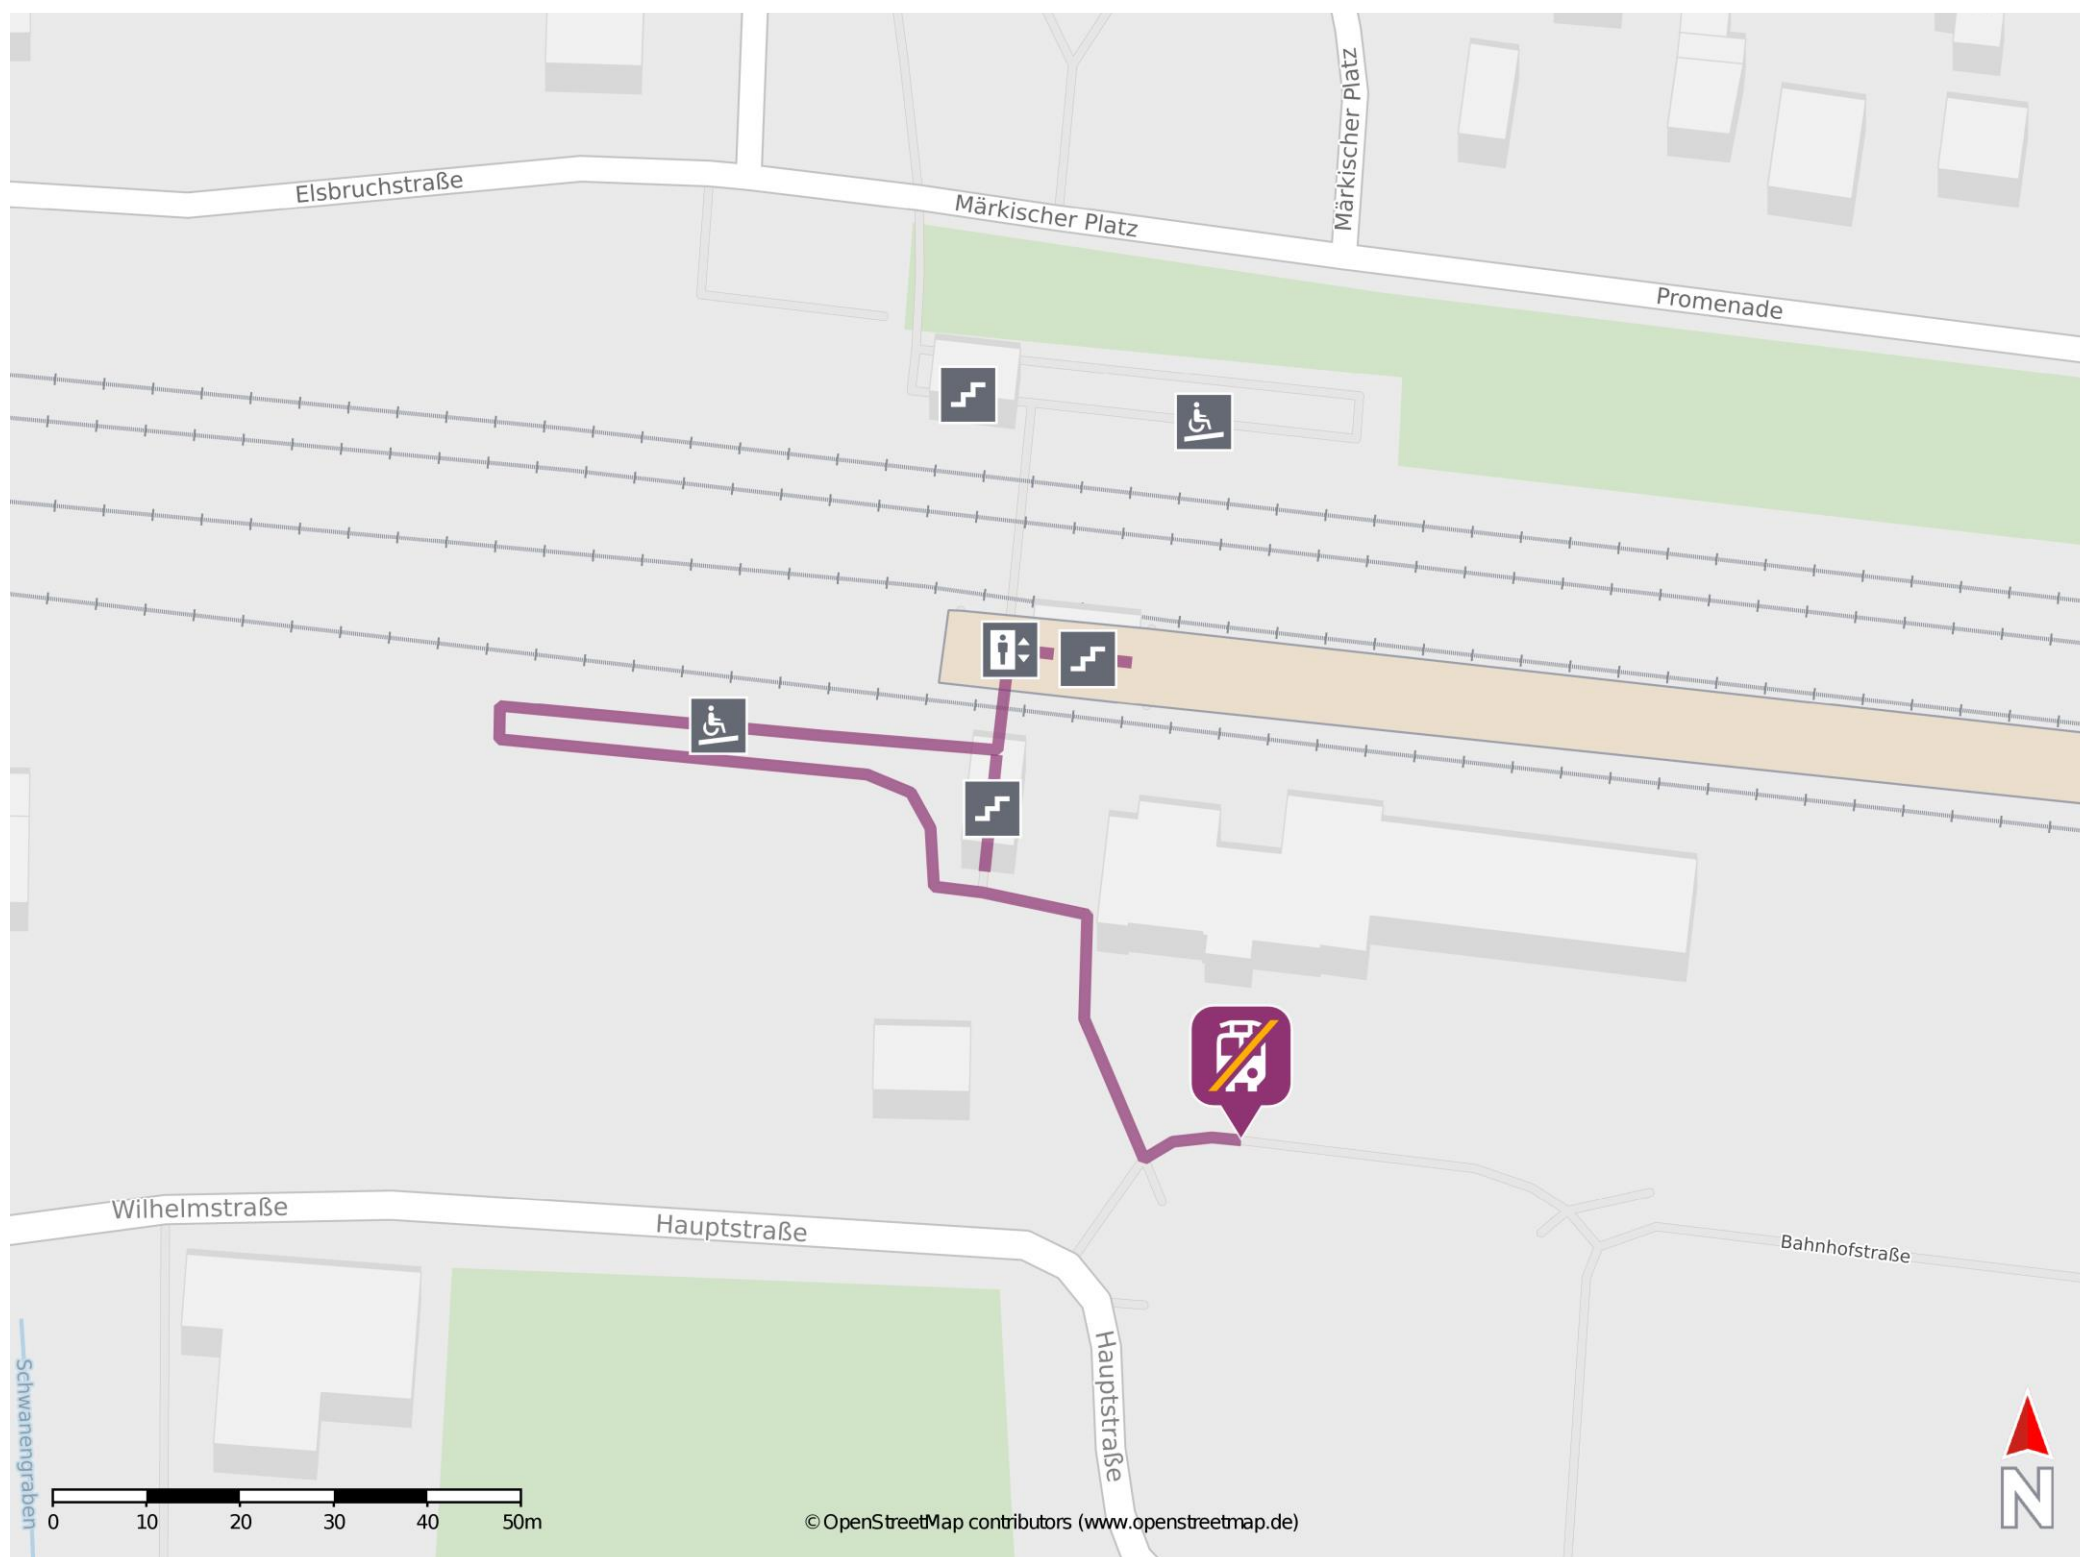 Märkischer Platz
Elsbruchstraße
Märkischer Platz
Promenade
Wilhelmstraße
Hauptstraße
Bahnhofstraße
Hauptstraße
Schwanengraben
N
0 10 20 30 40 50m
© OpenStreetMap contributors (www.openstreetmap.de)